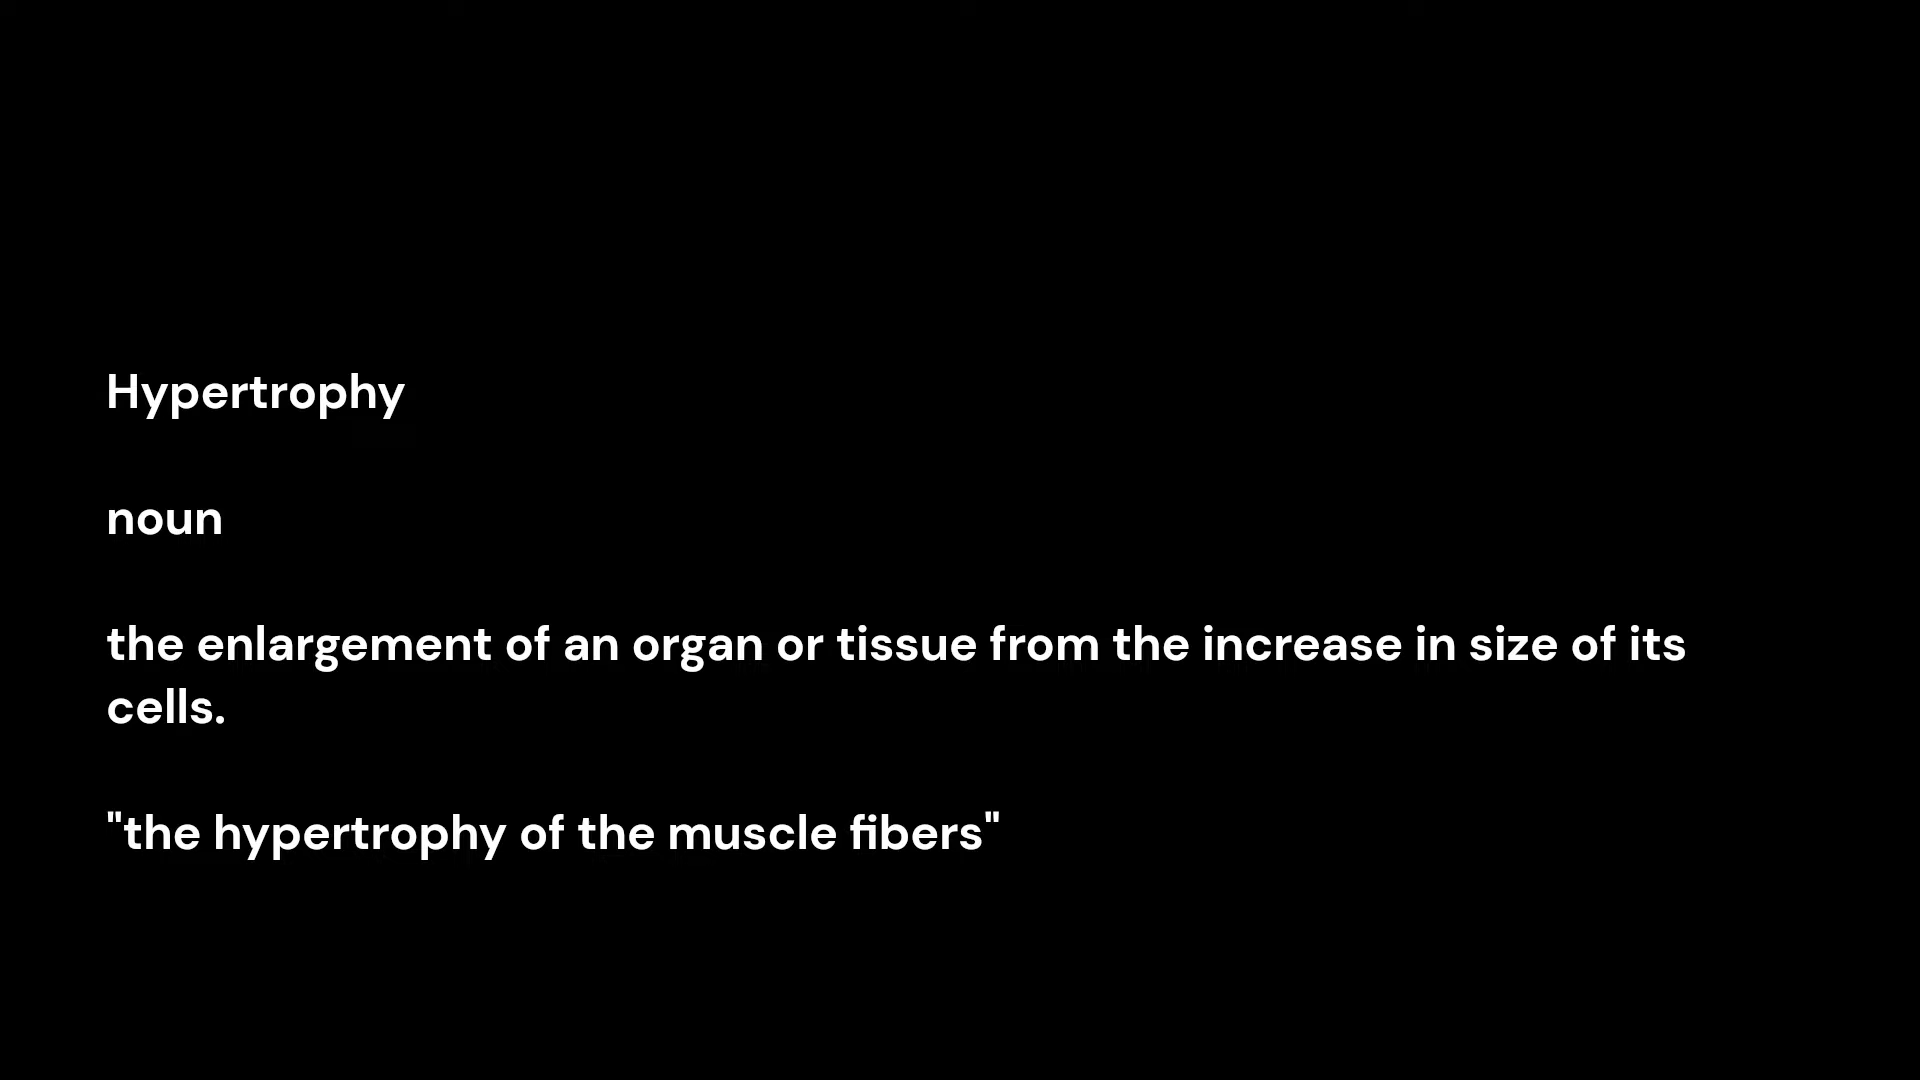 Hypertrophy
noun
the enlargement of an organ or tissue from the increase in size of its
cells.
"the hypertrophy of the muscle fibers"